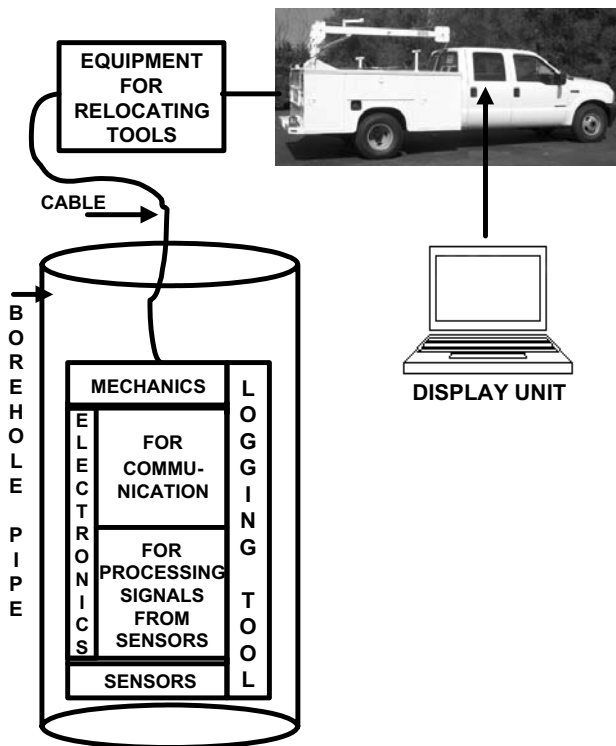 EQUIPMENT
FOR
RELOCATING
TOOLS
CABLE
BOREHOLE PIPE
DISPLAY UNIT
MECHANICS
LOGGING TOOL
ELECTRONICS
FOR
COMMU-
NICATION
FOR
PROCESSING
SIGNALS
FROM
SENSORS
SENSORS